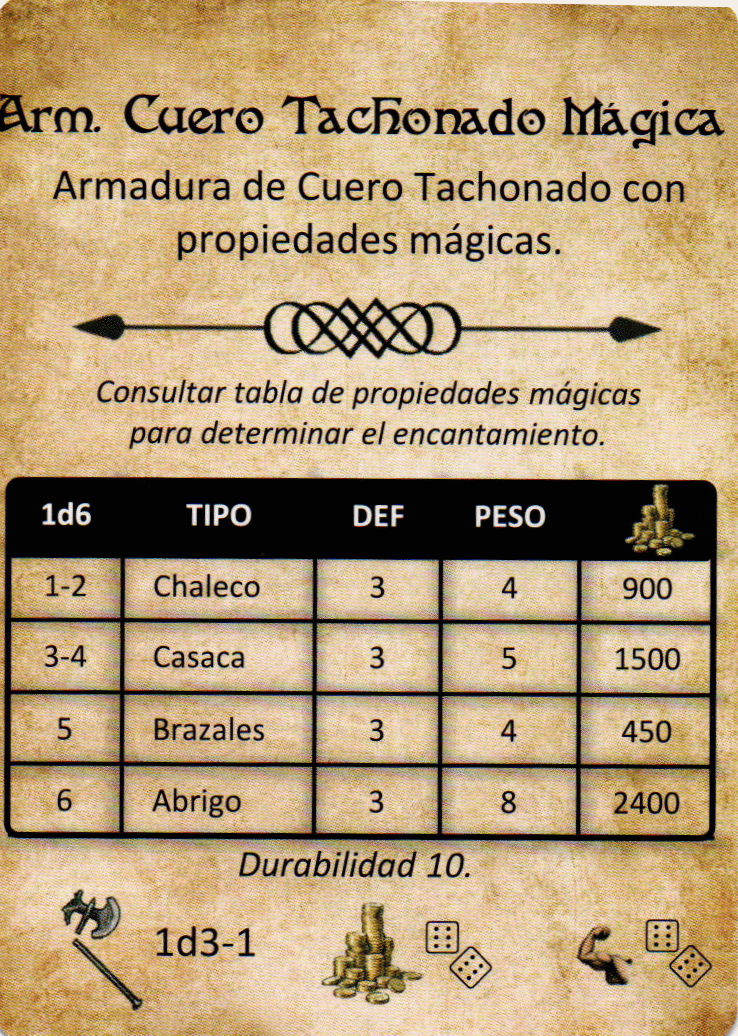 Arm. Cuero Tachonado Mágica
Armadura de Cuero Tachonado con
propiedades mágicas.
Consultar tabla de propiedades mágicas
para determinar el encantamiento.
1d6 TIPO DEF PESO
1-2 Chaleco 3 4 900
3-4 Casaca 3 5 1500
5 Brazales 3 4 450
6 Abrigo 3 8 2400
Durabilidad 10.
1d3-1